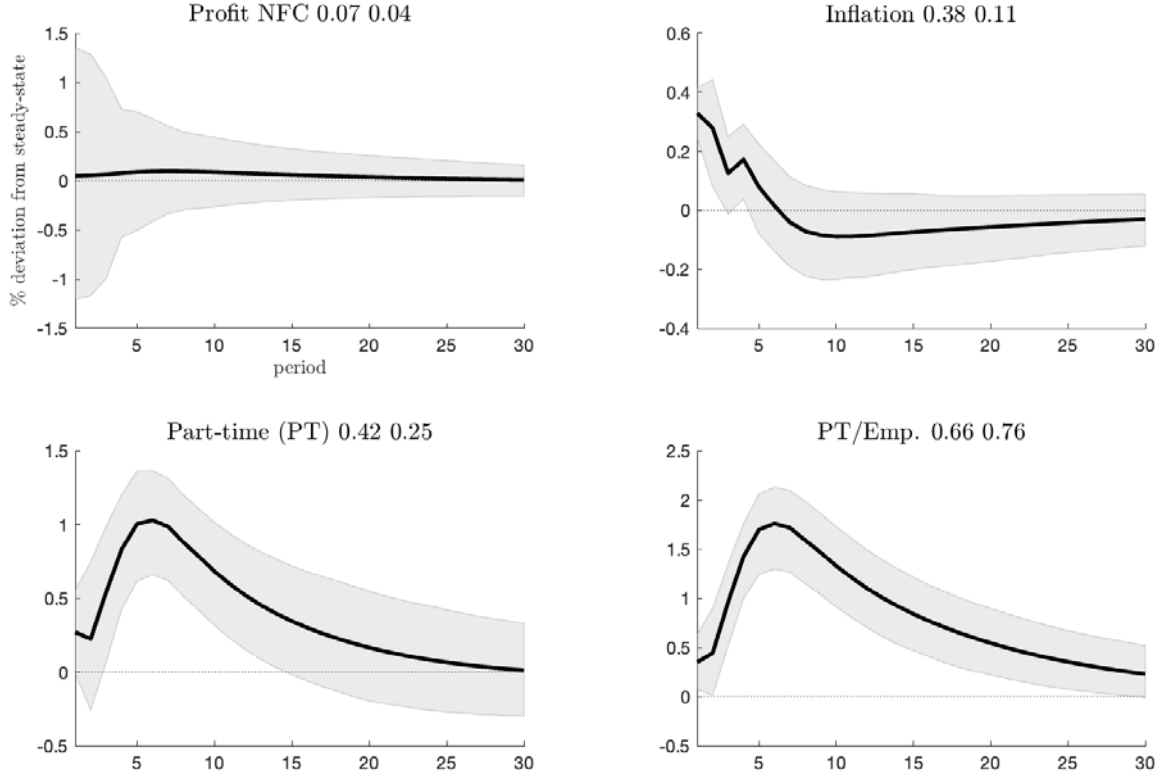 Profit NFC 0.07 0.04
% deviation from steady-state
1.5
1
0.5
0
-0.5
-1
-1.5
5 10 15 20 25 30
period
Inflation 0.38 0.11
0.6
0.4
0.2
0
-0.2
-0.4
5 10 15 20 25 30
Part-time (PT) 0.42 0.25
1.5
1
0.5
0
-0.5
5 10 15 20 25 30
PT/Emp. 0.66 0.76
2.5
2
1.5
1
0.5
0
-0.5
5 10 15 20 25 30